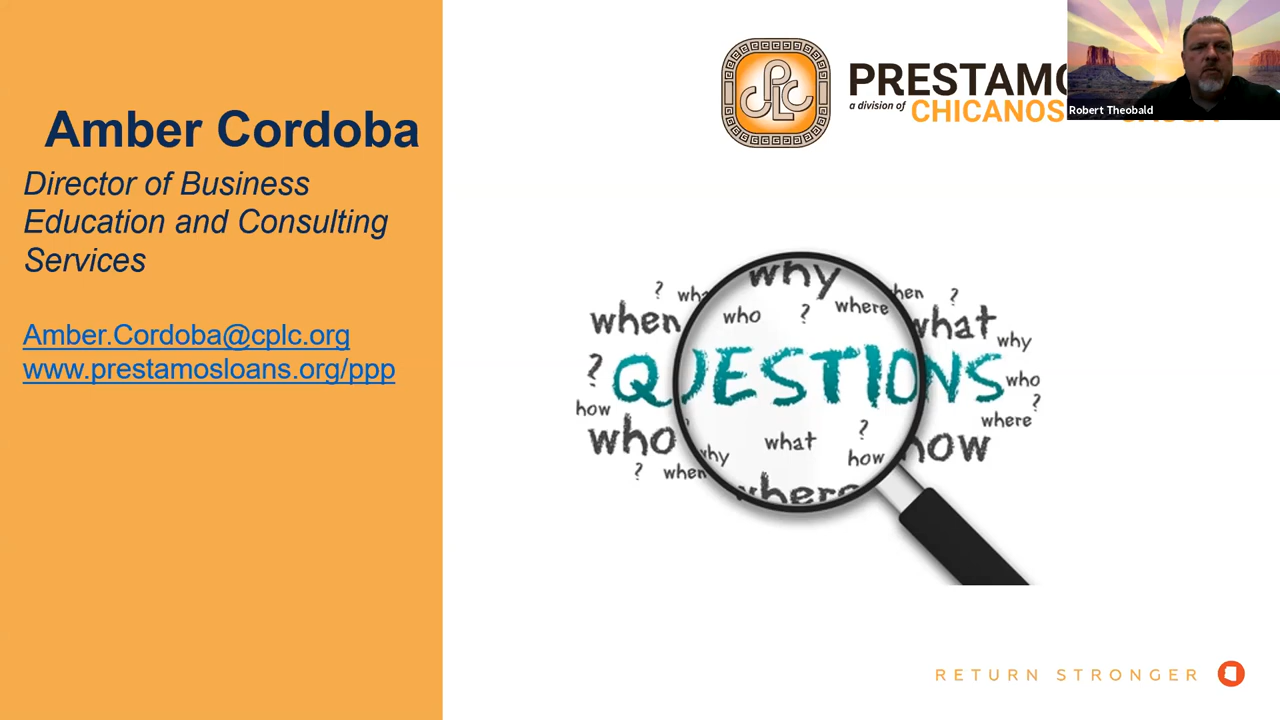 Amber Cordoba
Director of Business
Education and Consulting
Services
Amber.Cordoba@cplc.org
www.prestamosloans.org/ppp
CPLC
PRESTAMO
a division of
CHICANOS
Robert Theobald
why
? when
who ? where ?
when what
why
? QUESTIONS who
how ? where
who what ? how
why how
? when
where
RETURN STRONGER